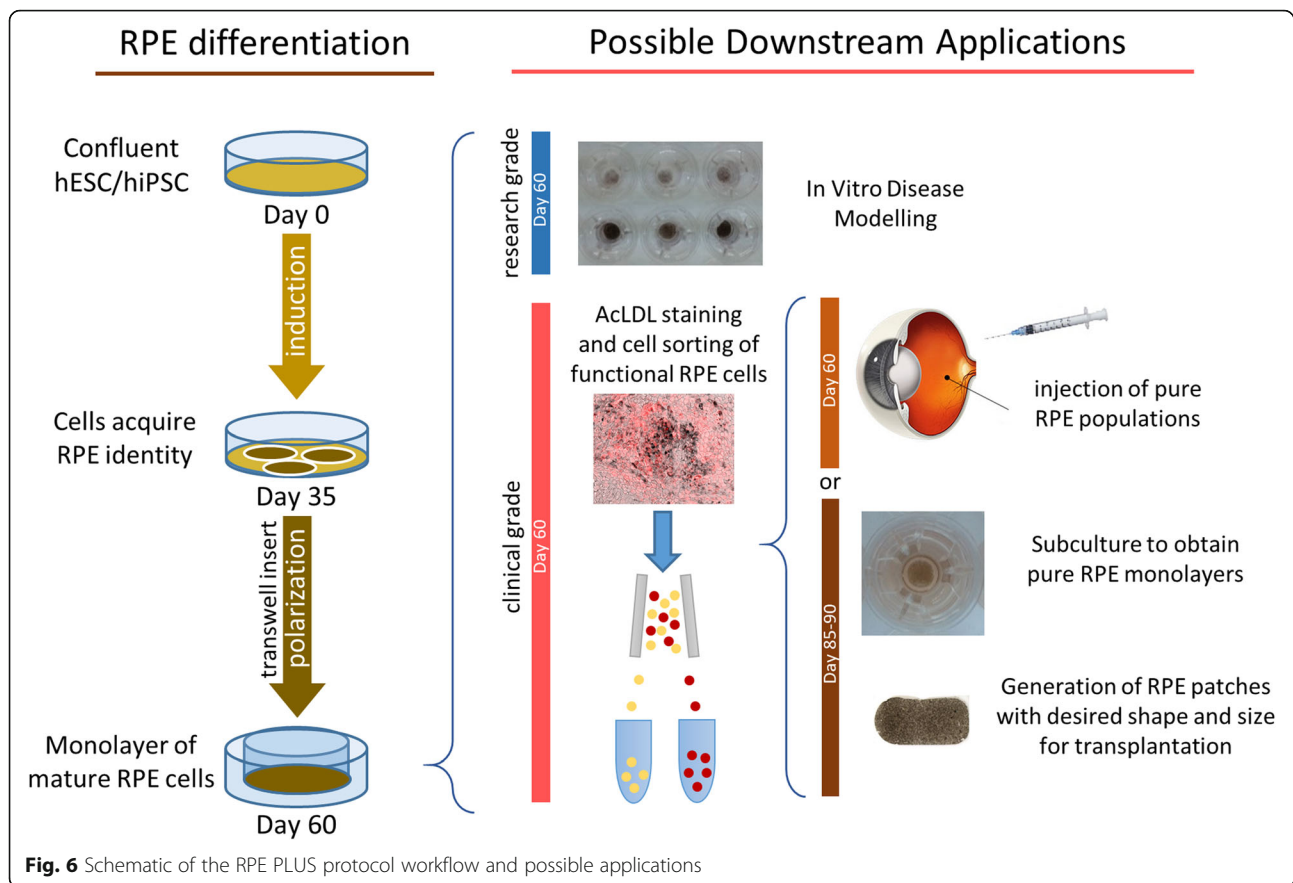 RPE differentiation
Confluent
hESC/hiPSC
Day 0
induction
Cells acquire
RPE identity
Day 35
transwell insert
polarization
Monolayer of
mature RPE cells
Day 60
Possible Downstream Applications
research grade
Day 60
In Vitro Disease
Modelling
clinical grade
Day 60
AcLDL staining
and cell sorting of
functional RPE cells
Day 60
injection of pure
RPE populations
or
Day 85-90
Subculture to obtain
pure RPE monolayers
Generation of RPE patches
with desired shape and size
for transplantation
Fig. 6 Schematic of the RPE PLUS protocol workflow and possible applications